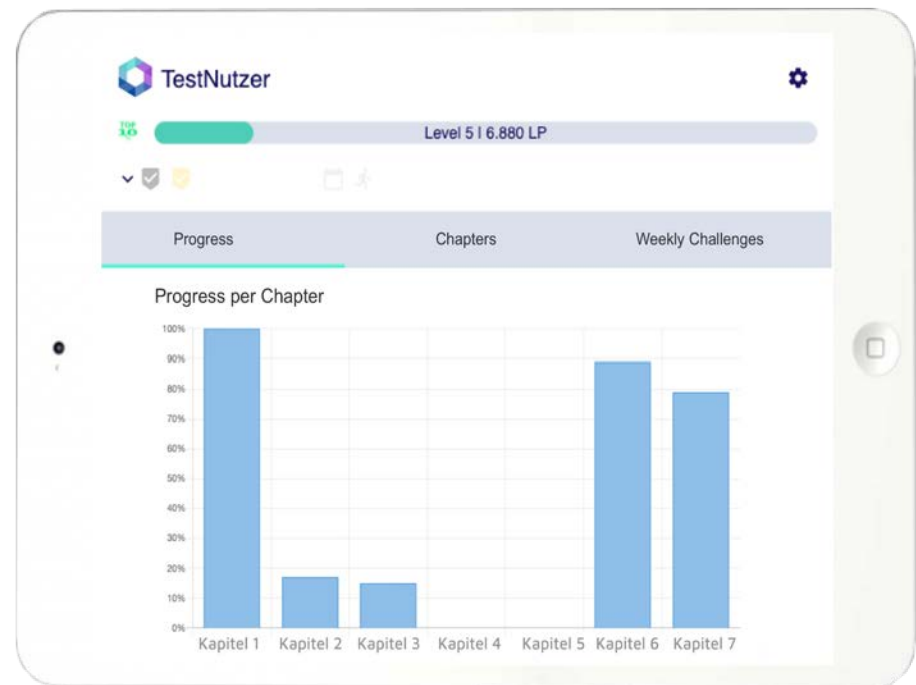 TestNutzer
TOP 10
Level 5 I 6.880 LP
Progress
Chapters
Weekly Challenges
Progress per Chapter
100%
90%
80%
70%
60%
50%
40%
30%
20%
10%
0%
Kapitel 1
Kapitel 2
Kapitel 3
Kapitel 4
Kapitel 5
Kapitel 6
Kapitel 7